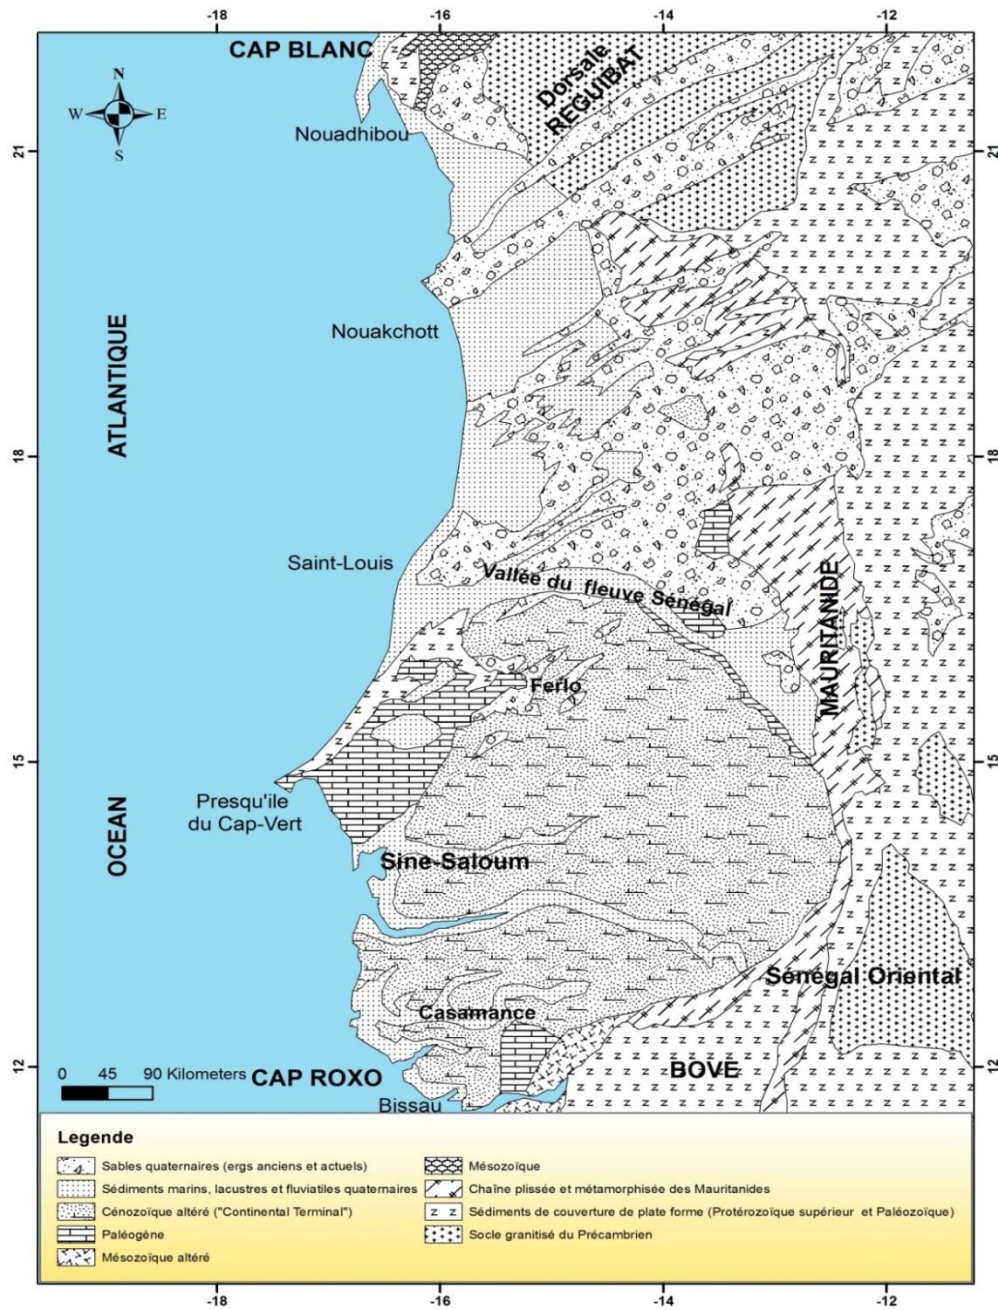 -18 -16 -14 -12
CAP BLANC
Dorsale
REGUIBAT
N
W E
S
Nouadhibou
21 21
Nouakchott
ATLANTIQUE
18 18
Saint-Louis
Vallée du fleuve Sénégal
MAURITANIDE
Ferlo
15 15
Presqu'ile
du Cap-Vert
OCEAN
Sine-Saloum
Sénégal Oriental
Casamance
12 12
0 45 90 Kilometers
CAP ROXO
BOVE
Bissau
Legende
Sables quaternaires (ergs anciens et actuels)
Sédiments marins, lacustres et fluviatiles quaternaires
Cénozoïque altéré ("Continental Terminal")
Paléogène
Mésozoïque altéré
Mésozoïque
Chaîne plissée et métamorphisée des Mauritanides
Sédiments de couverture de plate forme (Protérozoïque supérieur et Paléozoïque)
Socle granitisé du Précambrien
-18 -16 -14 -12